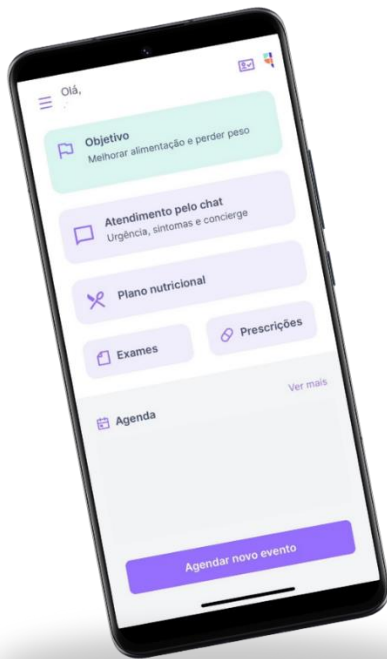 Olá,
Objetivo
Melhorar alimentação e perder peso
Atendimento pelo chat
Urgência, sintomas e concierge
Plano nutricional
Exames
Prescrições
Agenda
Ver mais
Agendar novo evento